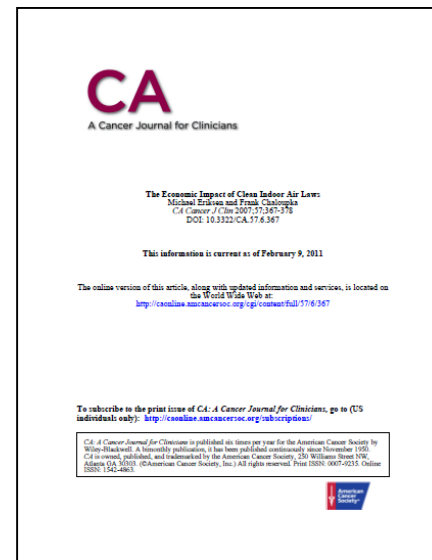 CA
A Cancer Journal for Clinicians
The Economic Impact of Clean Indoor Air Laws
Michael Eriksen and Frank Chaloupka
CA Cancer J Clin 2007;57;367-378
DOI: 10.3322/CA.57.6.367
This information is current as of February 9, 2011
The online version of this article, along with updated information and services, is located on
the World Wide Web at:
http://caonline.amcancersoc.org/cgi/content/full/57/6/367
To subscribe to the print issue of CA: A Cancer Journal for Clinicians, go to (US
individuals only): http://caonline.amcancersoc.org/subscriptions/
CA: A Cancer Journal for Clinicians is published six times per year for the American Cancer Society by
Wiley-Blackwell. A bimonthly publication, it has been published continuously since November 1950.
CA is owned, published, and trademarked by the American Cancer Society, 250 Williams Street NW,
Atlanta GA 30303. (©American Cancer Society, Inc.) All rights reserved. Print ISSN: 0007-9235. Online
ISSN: 1542-4863.
American
Cancer
Society